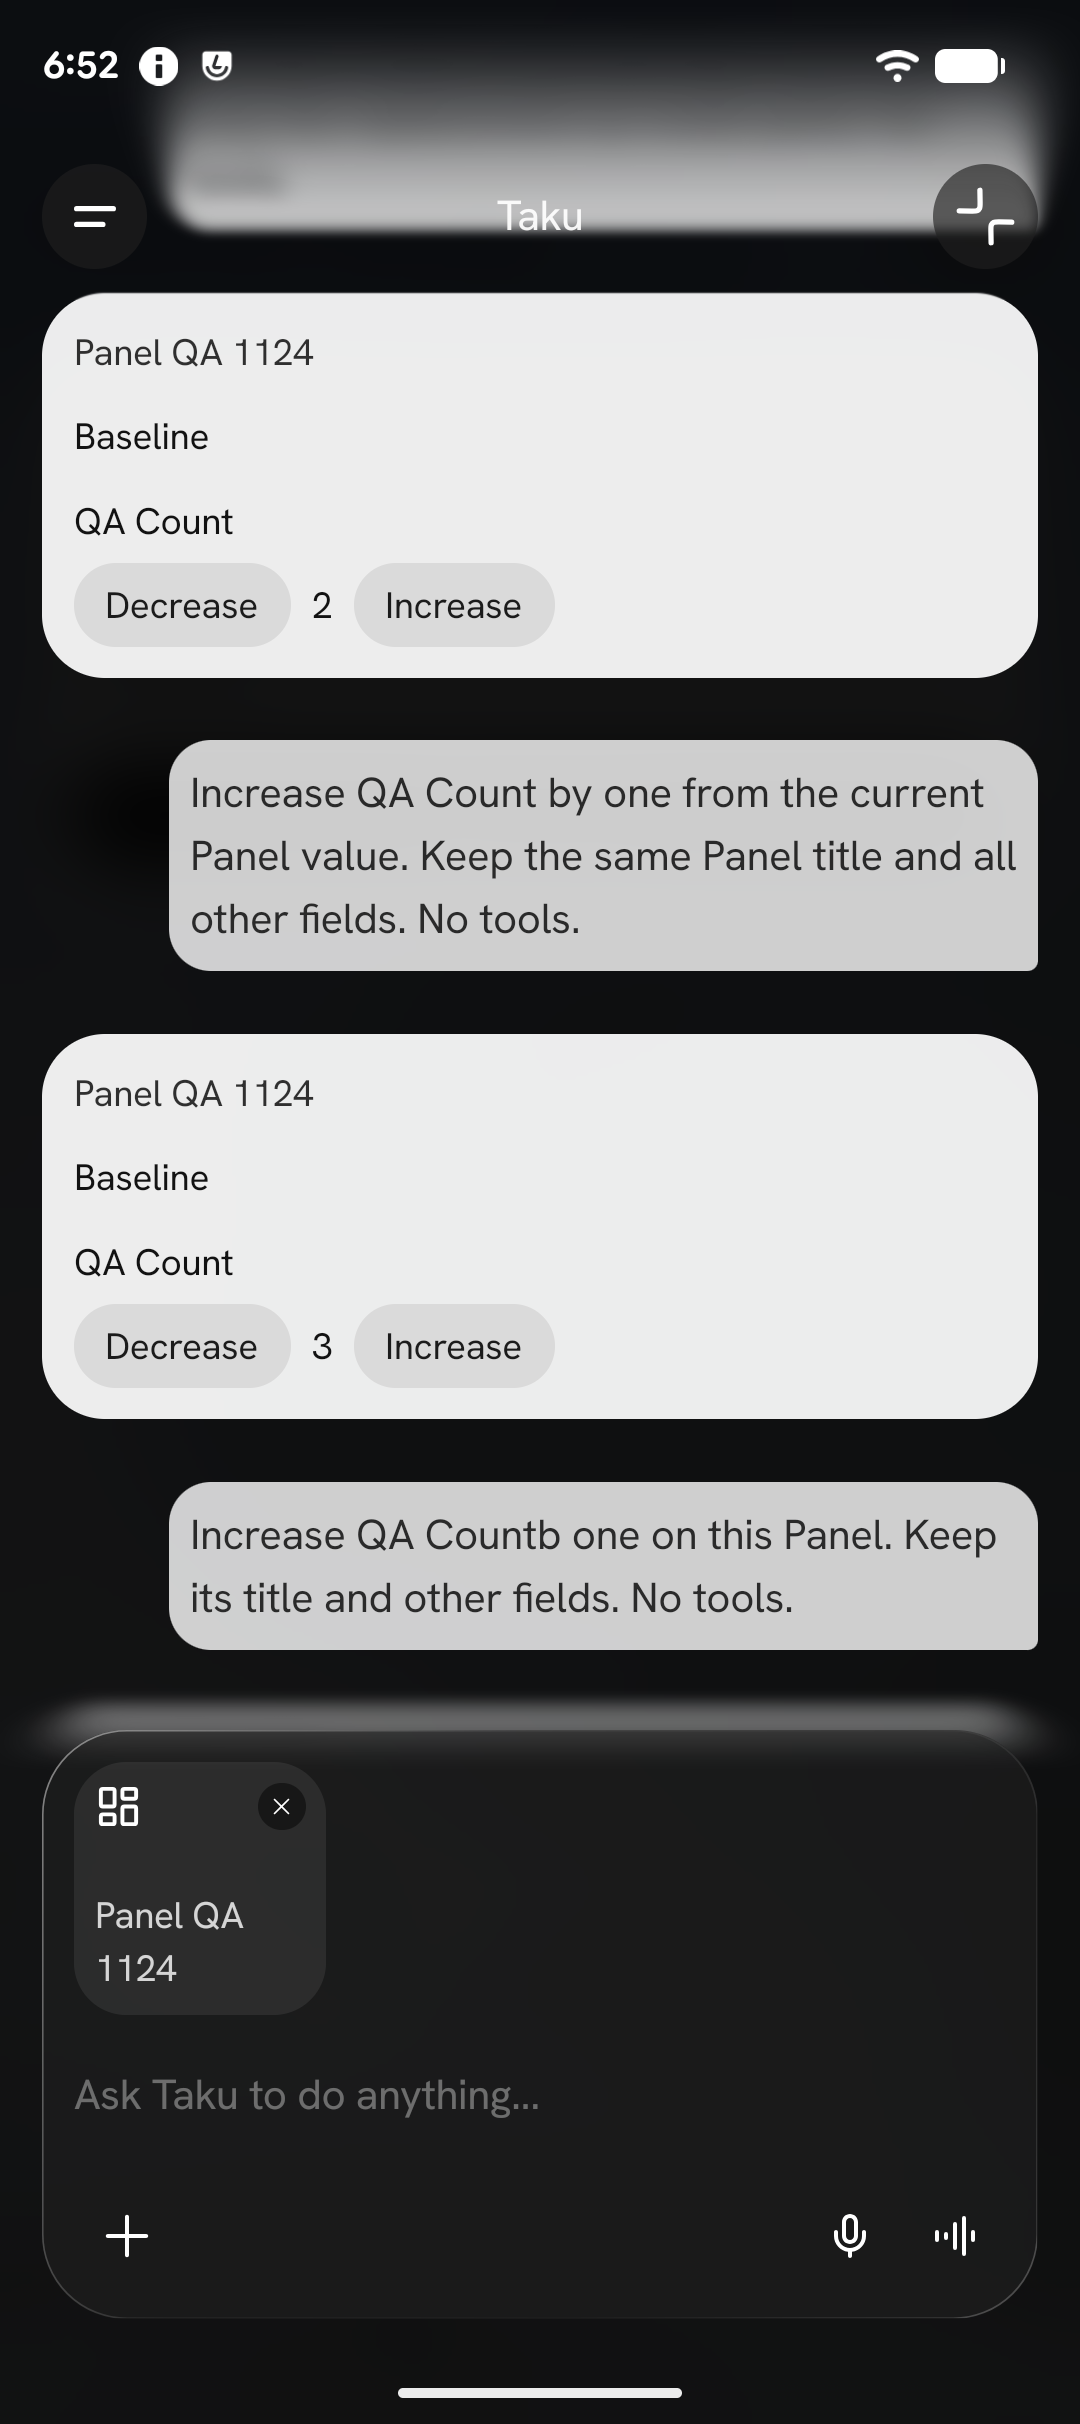 6:52
Taku
Panel QA 1124
Baseline
QA Count
Decrease 2 Increase
Increase QA Count by one from the current
Panel value. Keep the same Panel title and all
other fields. No tools.
Panel QA 1124
Baseline
QA Count
Decrease 3 Increase
Increase QA Countb one on this Panel. Keep
its title and other fields. No tools.
Panel QA
1124
Ask Taku to do anything...